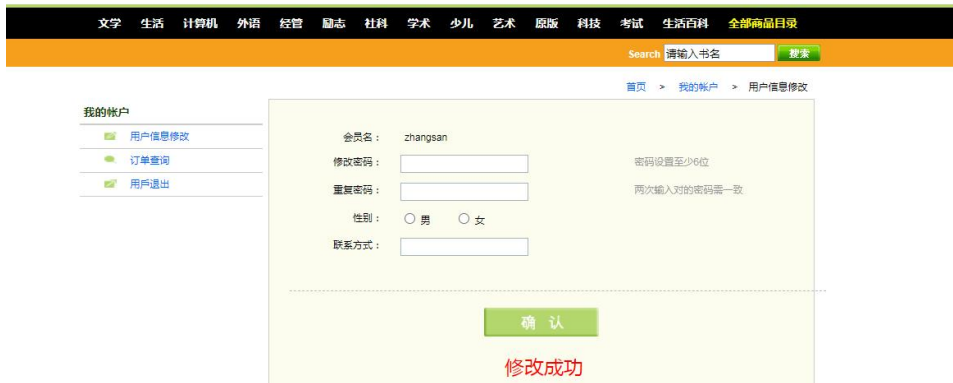 文学 生活 计算机 外语 经管 励志 社科 学术 少儿 艺术 原版 科技 考试 生活百科 全部商品目录
Search 请输入书名 搜索
首页 > 我的帐户 > 用户信息修改
我的帐户
用户信息修改
订单查询
用戶退出
会员名： zhangsan
修改密码： 密码设置至少6位
重复密码： 两次输入对的密码需一致
性别： 男 女
联系方式：
确 认
修改成功